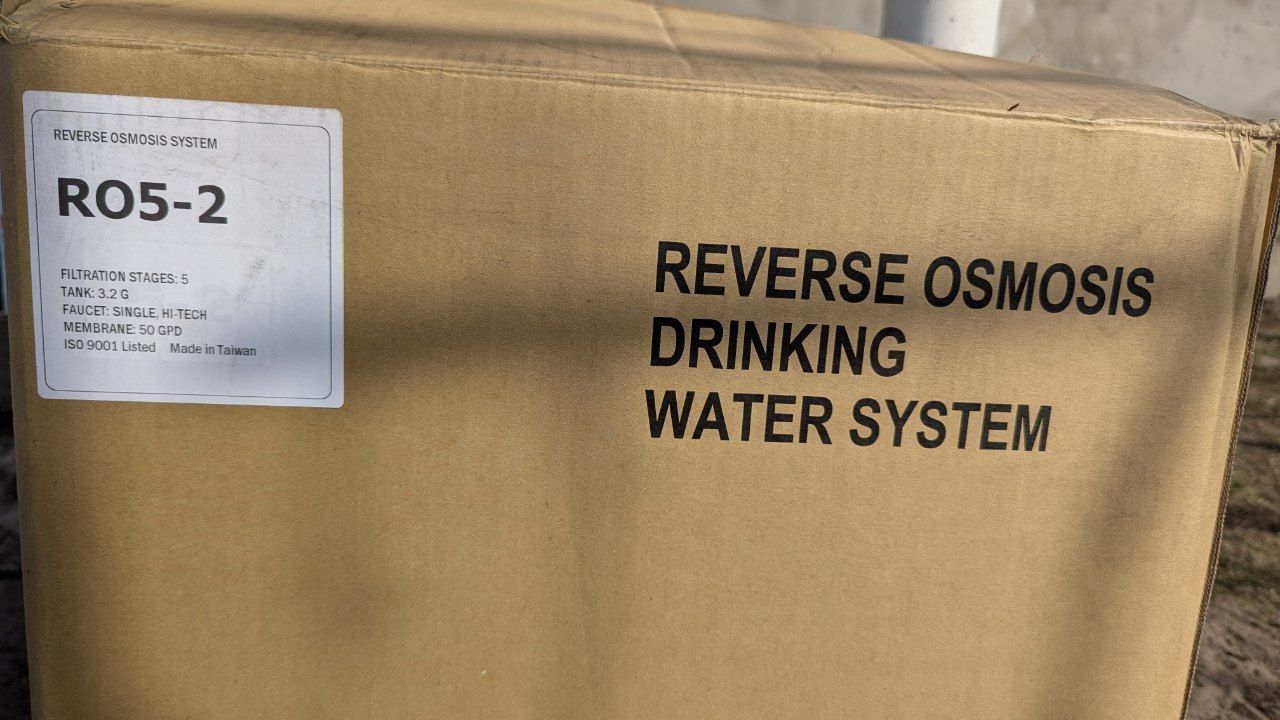 REVERSE OSMOSIS SYSTEM
RO5-2
FILTRATION STAGES: 5
TANK: 3.2 G
FAUCET: SINGLE, HI-TECH
MEMBRANE: 50 GPD
ISO 9001 Listed Made in Taiwan
REVERSE OSMOSIS
DRINKING
WATER SYSTEM